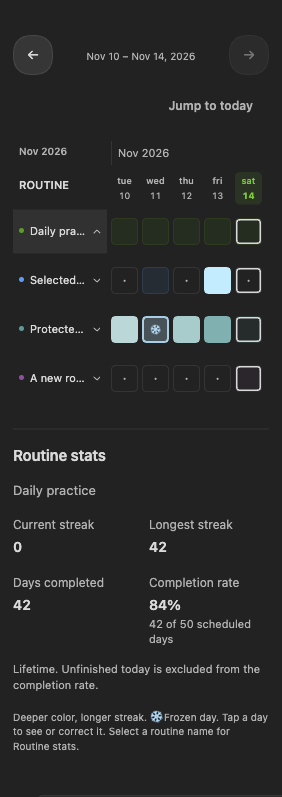 Nov 10 – Nov 14, 2026
Jump to today
Nov 2026
Nov 2026
ROUTINE
tue wed thu fri sat
10 11 12 13 14
Daily pra...
Selected...
Protecte...
A new ro...
Routine stats
Daily practice
Current streak Longest streak
0 42
Days completed Completion rate
42 84%
42 of 50 scheduled
days
Lifetime. Unfinished today is excluded from the
completion rate.
Deeper color, longer streak. Frozen day. Tap a day
to see or correct it. Select a routine name for
Routine stats.